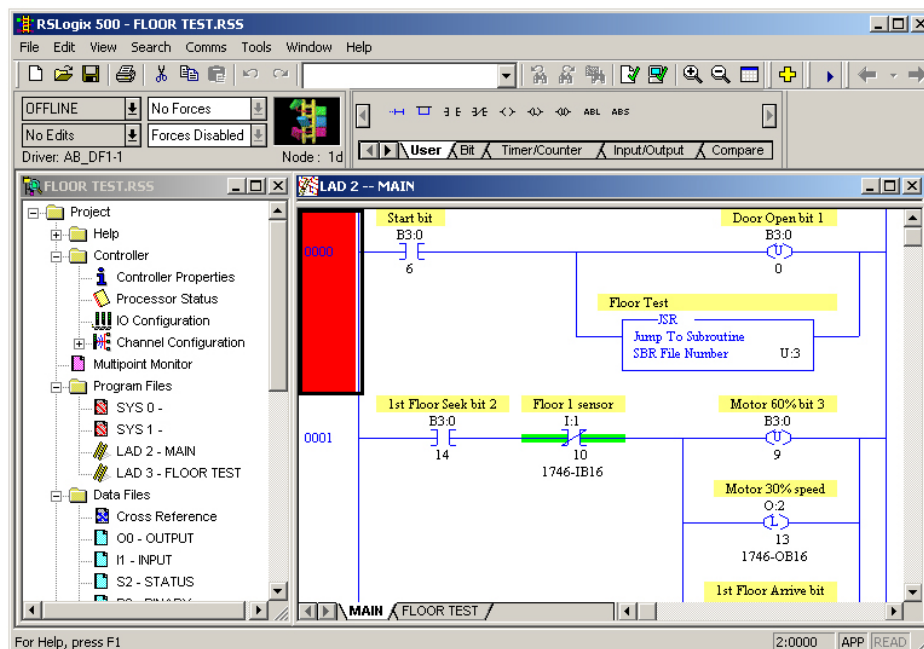 RSLogix 500 - FLOOR TEST.RSS
File Edit View Search Comms Tools Window Help
OFFLINE No Forces
No Edits Forces Disabled
Driver: AB_DF1-1 Node : 1d
ABL ABS
User Bit Timer/Counter Input/Output Compare
FLOOR TEST.RSS
Project
Help
Controller
Controller Properties
Processor Status
IO Configuration
Channel Configuration
Multipoint Monitor
Program Files
SYS 0 -
SYS 1 -
LAD 2 - MAIN
LAD 3 - FLOOR TEST
Data Files
Cross Reference
O0 - OUTPUT
I1 - INPUT
S2 - STATUS
LAD 2 -- MAIN
Start bit Door Open bit 1
B3:0 B3:0
0000 U
6 0
Floor Test
JSR
Jump To Subroutine
SBR File Number U:3
1st Floor Seek bit 2 Floor 1 sensor Motor 60% bit 3
B3:0 I:1 B3:0
0001 U
14 10 9
1746-IB16
Motor 30% speed
O:2
L
13
1746-OB16
1st Floor Arrive bit
MAIN FLOOR TEST
For Help, press F1 2:0000 APP READ